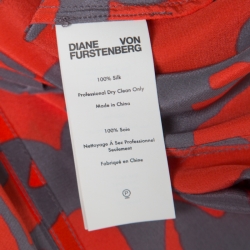 DIANE VON
FURSTENBERG
100% Silk
Professional Dry Clean Only
Made in China
100% Soie
Nettoyage A Sec Professionnel
Seulement
Fabriqué en China
P